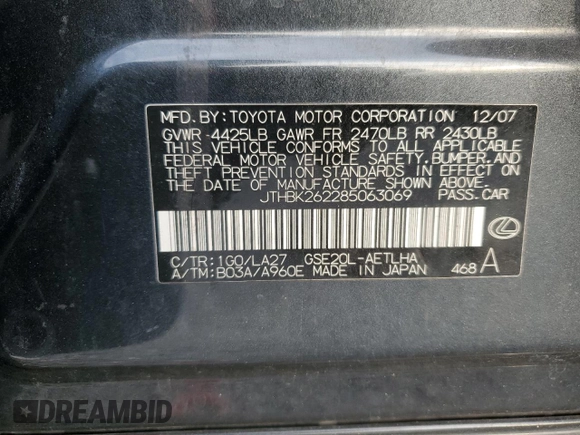 MFD. BY: TOYOTA MOTOR CORPORATION 12/07
GVWR 4425LB GAWR FR 2470LB RR 2430LB
THIS VEHICLE CONFORMS TO ALL APPLICABLE
FEDERAL MOTOR VEHICLE SAFETY, BUMPER, AND
THEFT PREVENTION STANDARDS IN EFFECT ON
THE DATE OF MANUFACTURE SHOWN ABOVE.
JTHBK262285063069 PASS. CAR
C/TR: 1G0/LA27 GSE20L-AETLHA
A/TM: B03A/A960E MADE IN JAPAN 468 A
DREAMBID